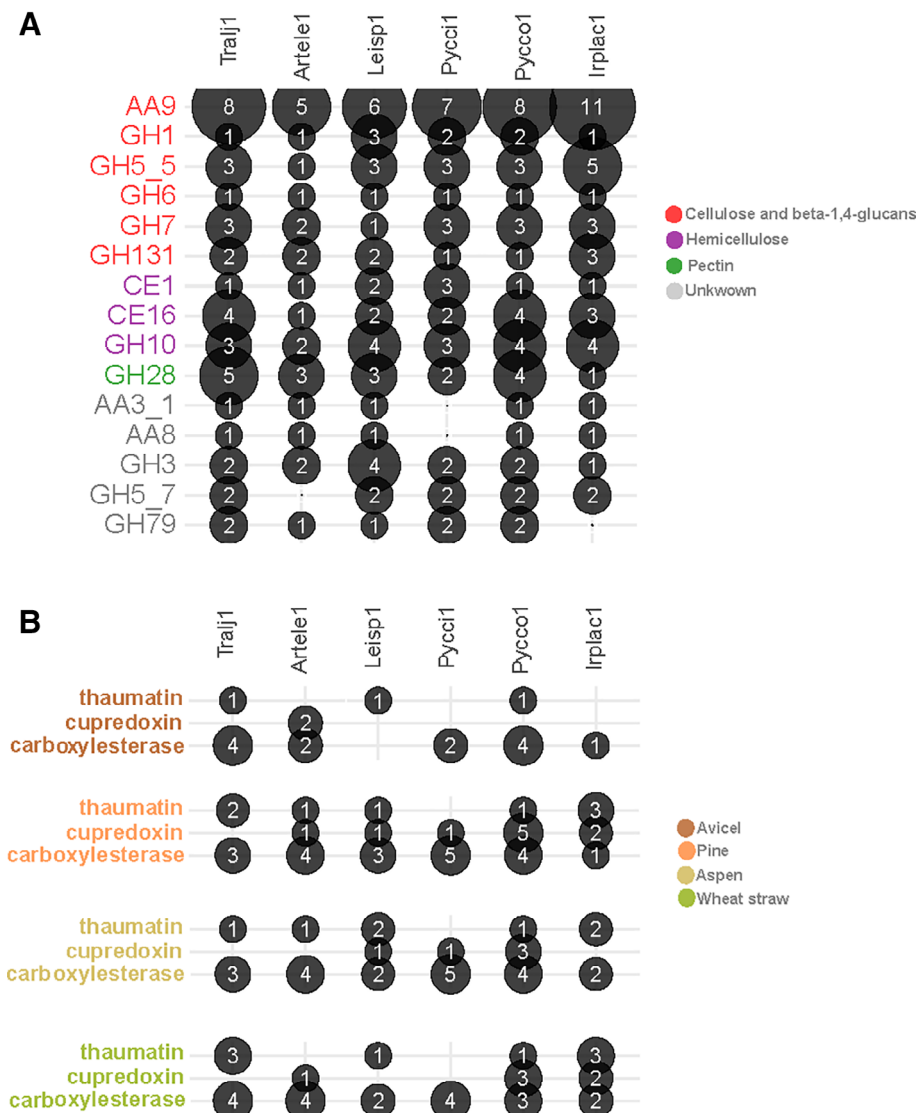 A
Tralj1 Artele1 Leisp1 Pycci1 Pycco1 Irplac1
AA9 8 5 6 7 8 11
GH1 1 1 3 2 2 1
GH5_5 3 1 3 3 3 5
GH6 1 1 1 1 1 1
GH7 3 2 1 3 3 3
GH131 2 2 2 1 1 3
CE1 1 1 2 3 1 1
CE16 4 1 2 2 4 3
GH10 3 2 4 3 4 4
GH28 5 3 3 2 4 1
AA3_1 1 1 1 1 1
AA8 1 1 1 1 1
GH3 2 2 4 2 2 1
GH5_7 2 2 2 2 2
GH79 2 1 1 2 2
Cellulose and beta-1,4-glucans
Hemicellulose
Pectin
Unkwown
B
Tralj1 Artele1 Leisp1 Pycci1 Pycco1 Irplac1
thaumatin 1 1 1
cupredoxin 2
carboxylesterase 4 2 2 4 1
thaumatin 2 1 1 1 3
cupredoxin 1 1 1 5 2
carboxylesterase 3 4 3 5 4 1
thaumatin 1 1 2 1 2
cupredoxin 1 1 3
carboxylesterase 3 4 2 5 4 2
thaumatin 3 1 1 3
cupredoxin 1 3 2
carboxylesterase 4 4 2 4 3 2
Avicel
Pine
Aspen
Wheat straw